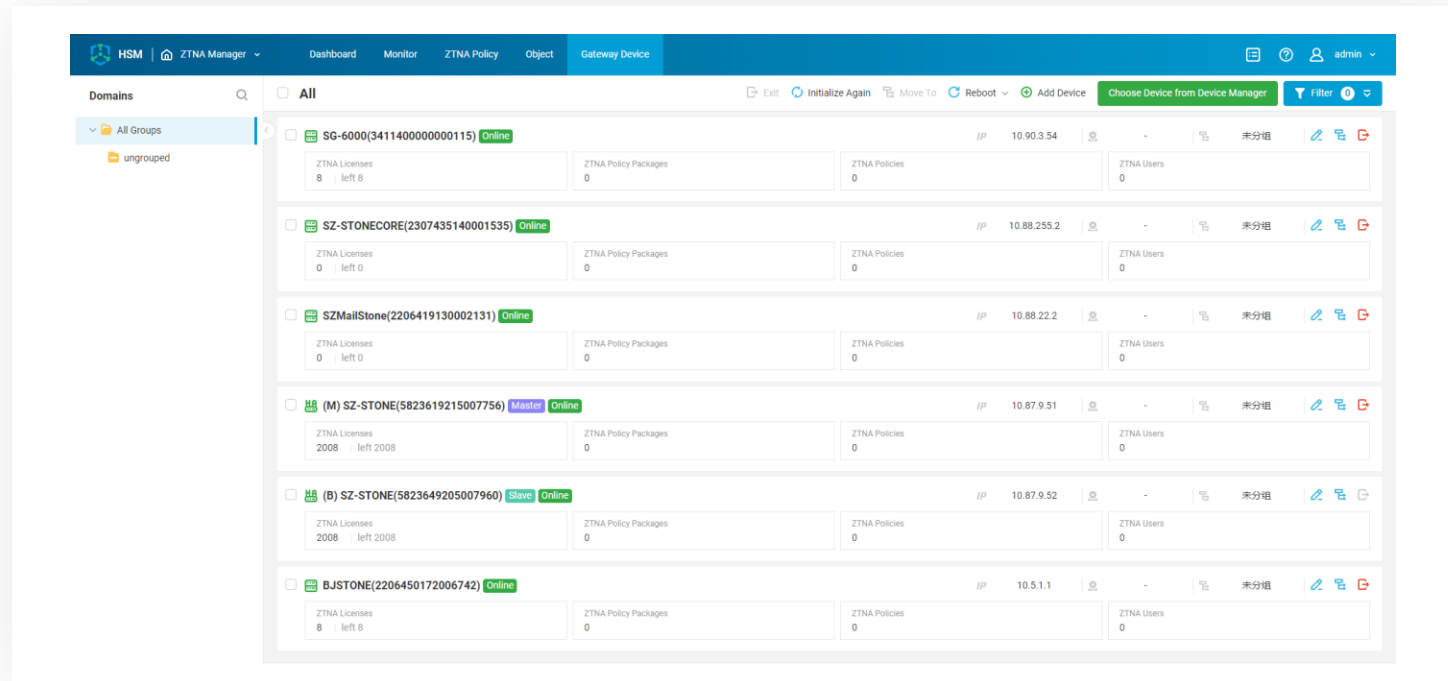 HSM ZTNA Manager Dashboard Monitor ZTNA Policy Object Gateway Device admin
Domains
All Groups
ungrouped
All Exit Initialize Again Move To Reboot Add Device Choose Device from Device Manager Filter 0
SG-6000(3411400000000115) Online IP 10.90.3.54 - 未分组
ZTNA Licenses ZTNA Policy Packages ZTNA Policies ZTNA Users
8 left 8 0 0 0
SZ-STONECORE(2307435140001535) Online IP 10.88.255.2 - 未分组
ZTNA Licenses ZTNA Policy Packages ZTNA Policies ZTNA Users
0 left 0 0 0 0
SZMailStone(2206419130002131) Online IP 10.88.22.2 - 未分组
ZTNA Licenses ZTNA Policy Packages ZTNA Policies ZTNA Users
0 left 0 0 0 0
HA (M) SZ-STONE(5823619215007756) Master Online IP 10.87.9.51 - 未分组
ZTNA Licenses ZTNA Policy Packages ZTNA Policies ZTNA Users
2008 left 2008 0 0 0
HA (B) SZ-STONE(5823649205007960) Slave Online IP 10.87.9.52 - 未分组
ZTNA Licenses ZTNA Policy Packages ZTNA Policies ZTNA Users
2008 left 2008 0 0 0
BJSTONE(2206450172006742) Online IP 10.5.1.1 - 未分组
ZTNA Licenses ZTNA Policy Packages ZTNA Policies ZTNA Users
8 left 8 0 0 0